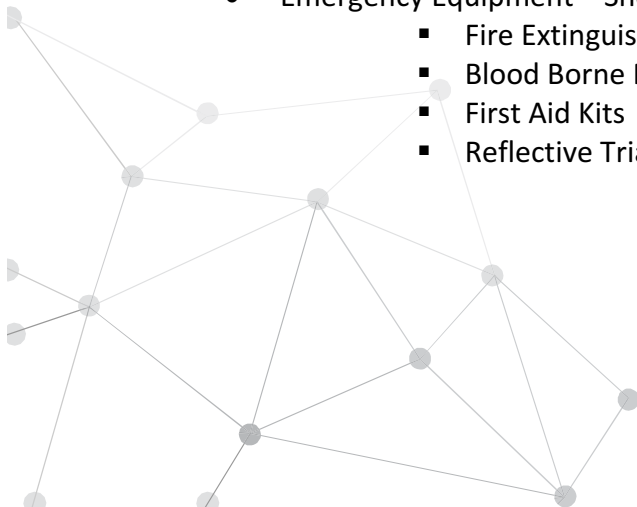 Emergency Equipment
▪ Fire
▪ Blood Borne
▪ First Aid Kits
▪ Reflective